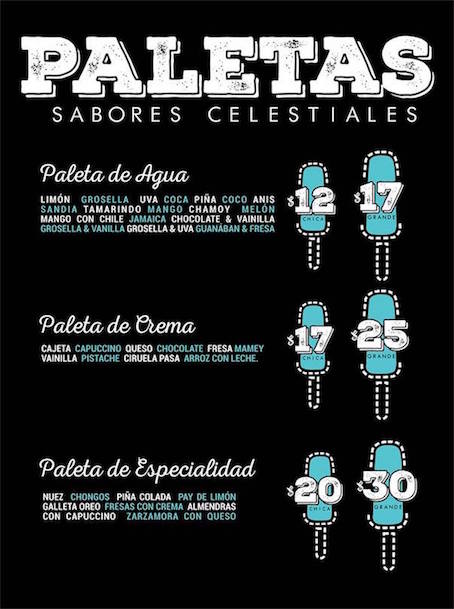 PALETAS
SABORES CELESTIALES
Paleta de Agua
LIMÓN GROSELLA UVA COCA PIÑA COCO ANIS
SANDIA TAMARINDO MANGO CHAMOY MELÓN
MANGO CON CHILE JAMAICA CHOCOLATE & VAINILLA
GROSELLA & VANILLA GROSELLA & UVA GUANÁBAN & FRESA
$12
CHICA
$17
GRANDE
Paleta de Crema
CAJETA CAPUCCINO QUESO CHOCOLATE FRESA MAMEY
VAINILLA PISTACHE CIRUELA PASA ARROZ CON LECHE.
$17
CHICA
$25
GRANDE
Paleta de Especialidad
NUEZ CHONGOS PIÑA COLADA PAY DE LIMÓN
GALLETA OREO FRESAS CON CREMA ALMENDRAS
CON CAPUCCINO ZARZAMORA CON QUESO
$20
CHICA
$30
GRANDE